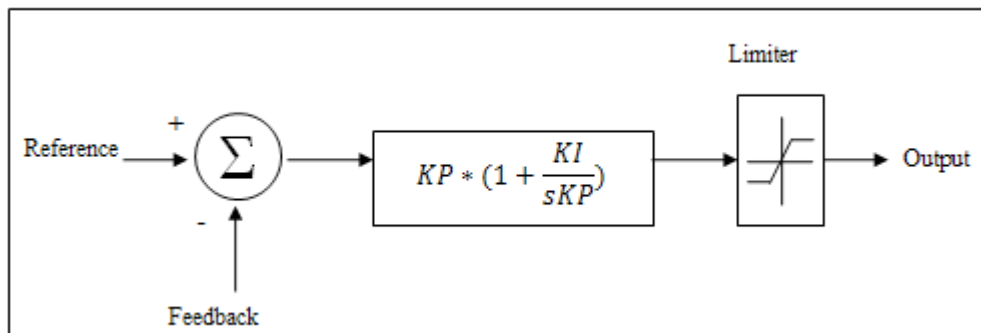 Limiter
+
Reference
Σ
KP * (1 + KI/sKP)
Output
-
Feedback